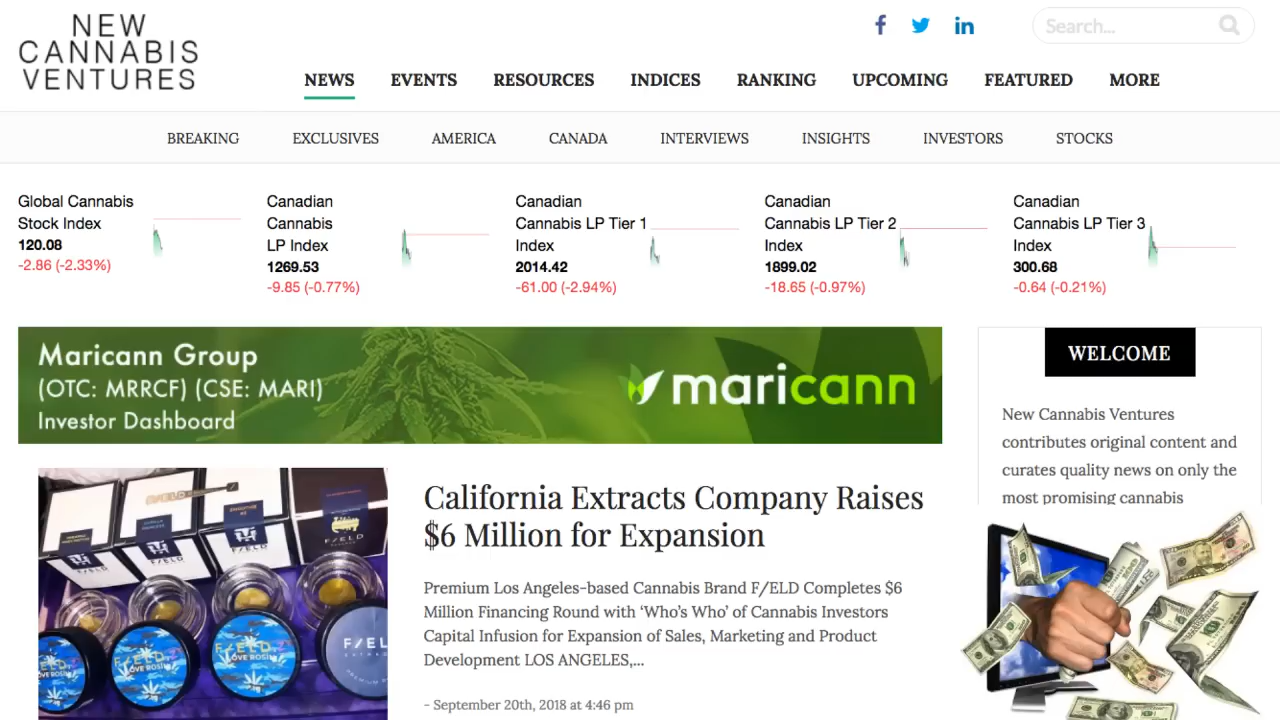 NEW
CANNABIS
VENTURES
Search...
NEWS EVENTS RESOURCES INDICES RANKING UPCOMING FEATURED MORE
BREAKING EXCLUSIVES AMERICA CANADA INTERVIEWS INSIGHTS INVESTORS STOCKS
Global Cannabis
Stock Index
120.08
-2.86 (-2.33%)
Canadian
Cannabis
LP Index
1269.53
-9.85 (-0.77%)
Canadian
Cannabis LP Tier 1
Index
2014.42
-61.00 (-2.94%)
Canadian
Cannabis LP Tier 2
Index
1899.02
-18.65 (-0.97%)
Canadian
Cannabis LP Tier 3
Index
300.68
-0.64 (-0.21%)
Maricann Group
(OTC: MRRCF) (CSE: MARI)
Investor Dashboard
maricann
WELCOME
New Cannabis Ventures
contributes original content and
curates quality news on only the
most promising cannabis
California Extracts Company Raises
$6 Million for Expansion
Premium Los Angeles-based Cannabis Brand F/ELD Completes $6
Million Financing Round with ‘Who’s Who’ of Cannabis Investors
Capital Infusion for Expansion of Sales, Marketing and Product
Development LOS ANGELES,...
- September 20th, 2018 at 4:46 pm
F/ELD
F/ELD
F/ELD
F/ELD
LOVE ROSIN